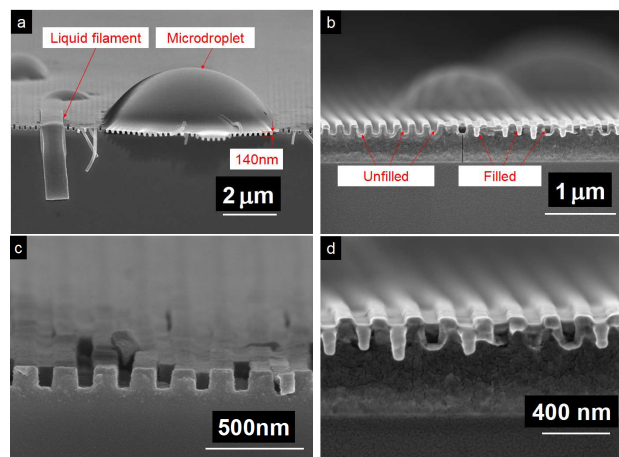 a
Liquid filament
Microdroplet
140nm
2 μm
b
Unfilled
Filled
1 μm
c
500nm
d
400 nm